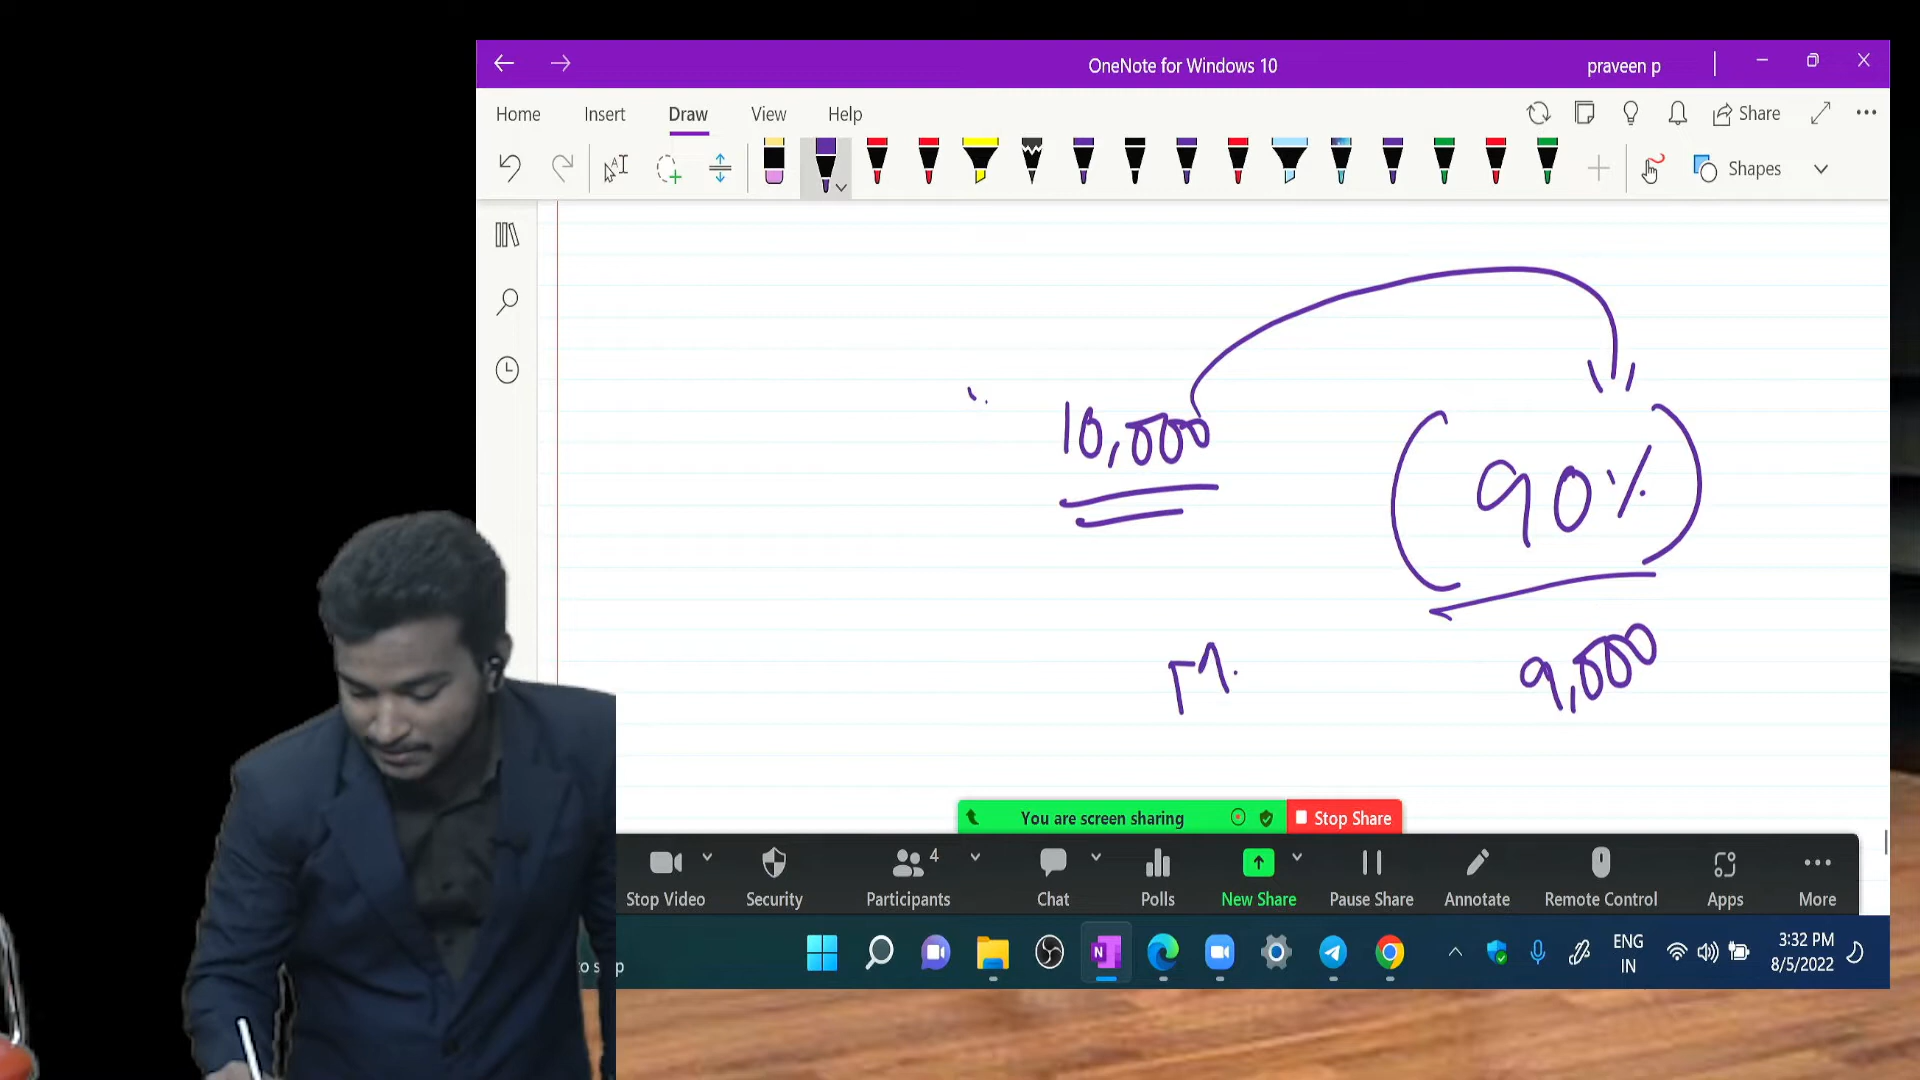 OneNote for Windows 10
praveen p
Home Insert Draw View Help
Share
Shapes
10,000
90%
9,000
You are screen sharing
Stop Share
4
Stop Video Security Participants Chat Polls New Share Pause Share Annotate Remote Control Apps More
ENG
IN
3:32 PM
8/5/2022